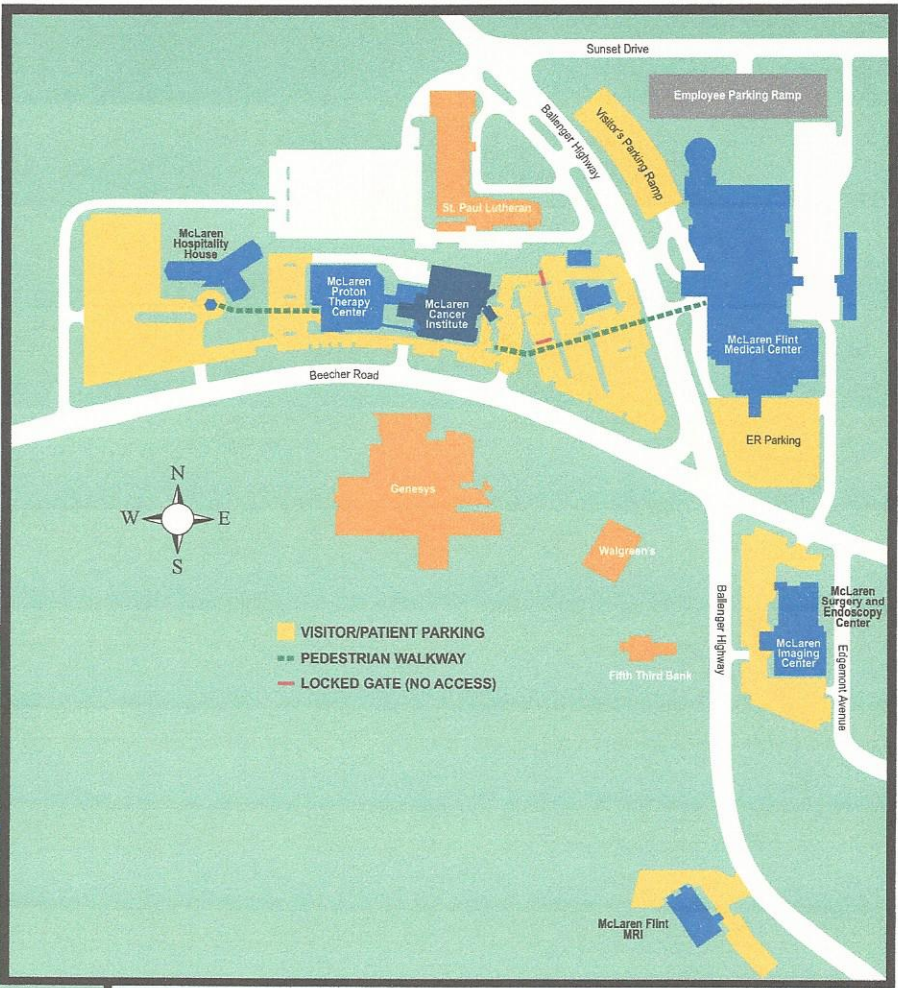 Sunset Drive
Employee Parking Ramp
Visitor's Parking Ramp
Ballenger Highway
St. Paul Lutheran
McLaren
Hospitality
House
McLaren
Proton
Therapy
Center
McLaren
Cancer
Institute
McLaren Flint
Medical Center
Beecher Road
ER Parking
N
W
E
S
Genesys
Walgreen's
McLaren
Surgery and
Endoscopy
Center
McLaren
Imaging
Center
Ballenger Highway
Edgemont Avenue
VISITOR/PATIENT PARKING
PEDESTRIAN WALKWAY
LOCKED GATE (NO ACCESS)
Fifth Third Bank
McLaren Flint
MRI